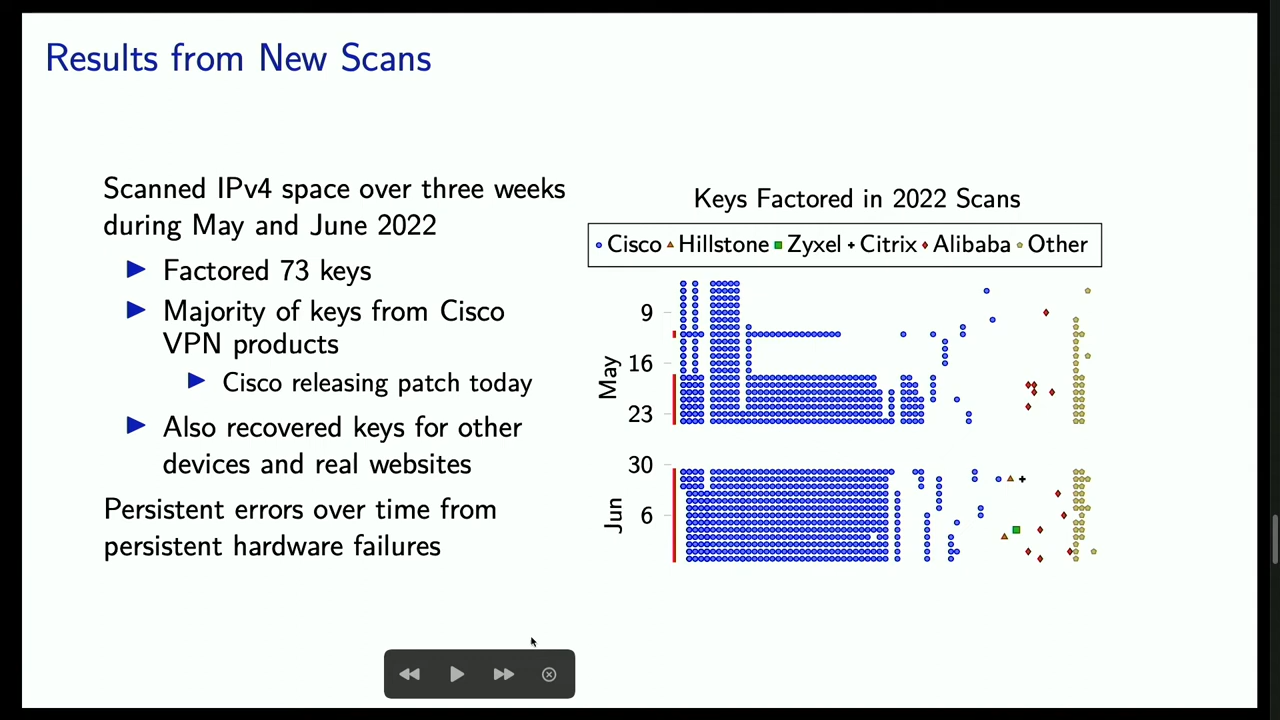 Results from New Scans
Scanned IPv4 space over three weeks
during May and June 2022
Factored 73 keys
Majority of keys from Cisco
VPN products
Cisco releasing patch today
Also recovered keys for other
devices and real websites
Persistent errors over time from
persistent hardware failures
Keys Factored in 2022 Scans
Cisco Hillstone Zyxel Citrix Alibaba Other
9
16
May
23
30
Jun
6